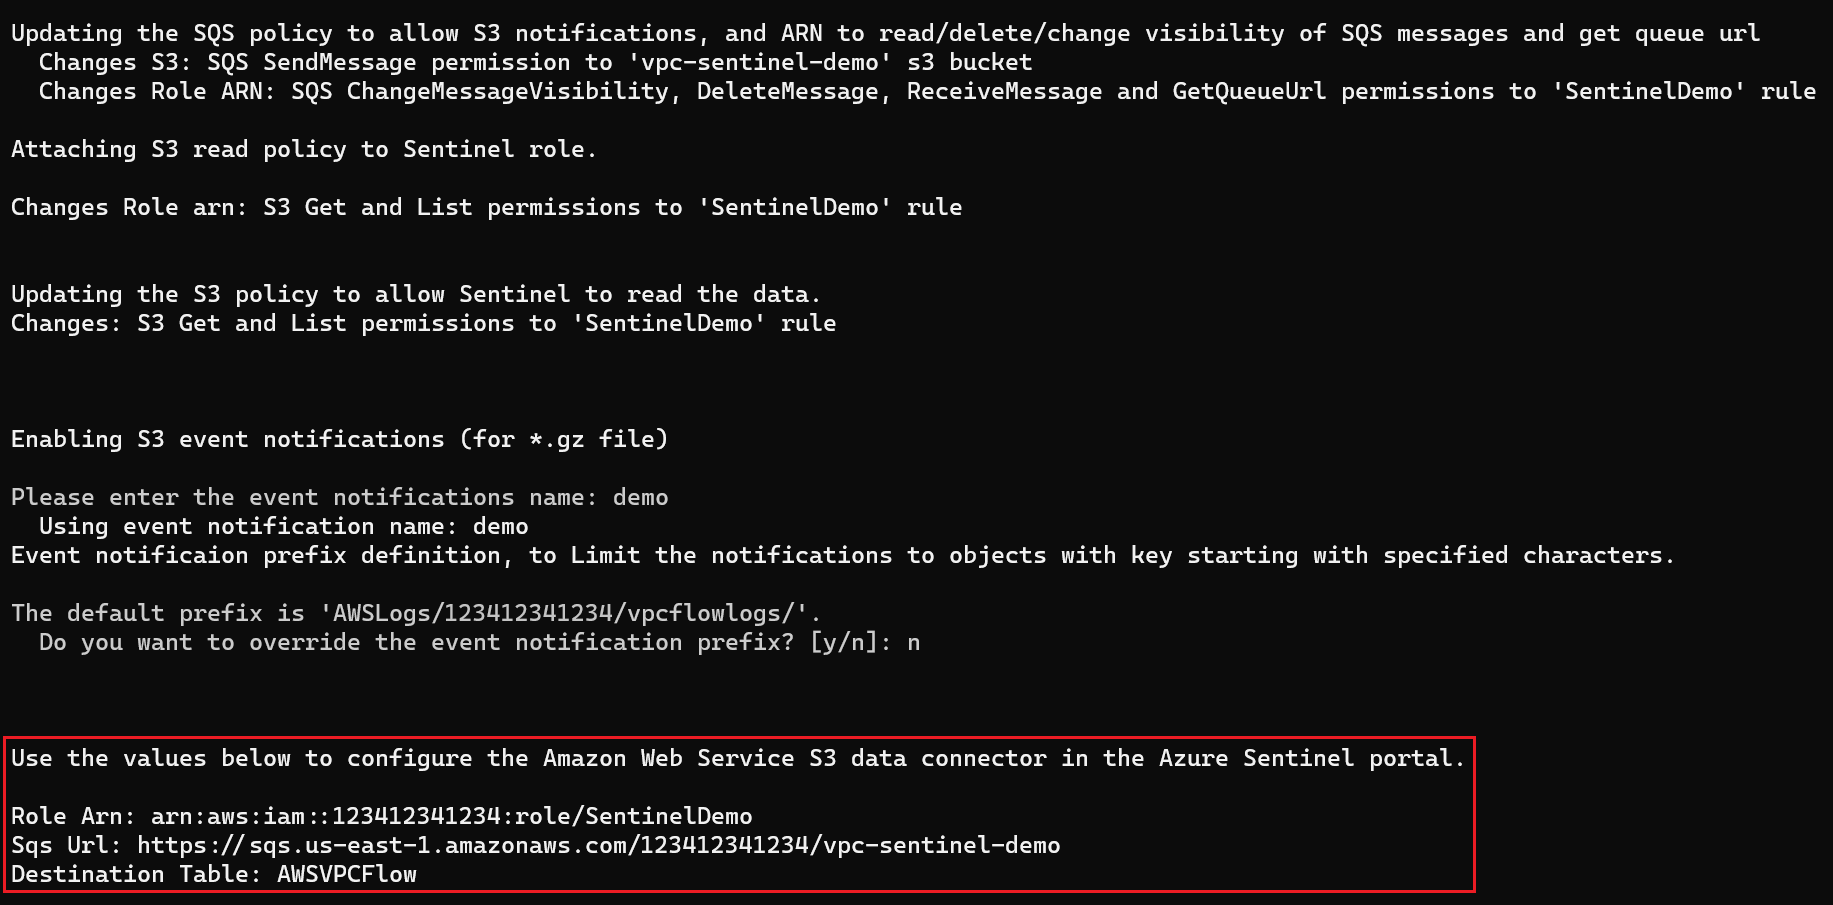 Updating the SQS policy to allow S3 notifications, and ARN to read/delete/change visibility of SQS messages and get queue url
Changes S3: SQS SendMessage permission to 'vpc-sentinel-demo' s3 bucket
Changes Role ARN: SQS ChangeMessageVisibility, DeleteMessage, ReceiveMessage and GetQueueUrl permissions to 'SentinelDemo' rule
Attaching S3 read policy to Sentinel role.
Changes Role arn: S3 Get and List permissions to 'SentinelDemo' rule
Updating the S3 policy to allow Sentinel to read the data.
Changes: S3 Get and List permissions to 'SentinelDemo' rule
Enabling S3 event notifications (for *.gz file)
Please enter the event notifications name: demo
Using event notification name: demo
Event notificaion prefix definition, to Limit the notifications to objects with key starting with specified characters.
The default prefix is 'AWSLogs/123412341234/vpcflowlogs/'.
Do you want to override the event notification prefix? [y/n]: n
Use the values below to configure the Amazon Web Service S3 data connector in the Azure Sentinel portal.
Role Arn: arn:aws:iam::123412341234:role/SentinelDemo
Sqs Url: https://sqs.us-east-1.amazonaws.com/123412341234/vpc-sentinel-demo
Destination Table: AWSVPCFlow